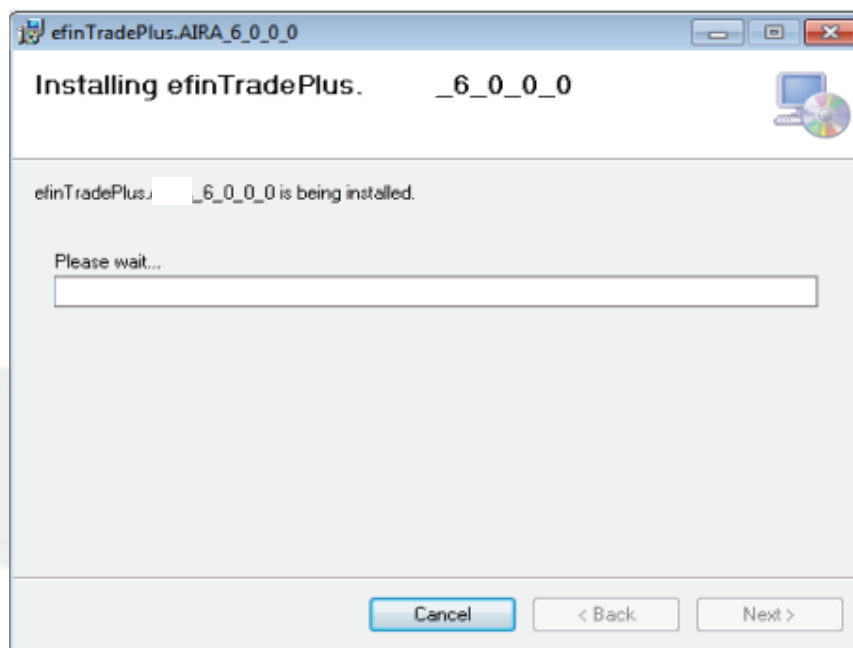 efinTradePlus.AIRA_6_0_0_0
Installing efinTradePlus. _6_0_0_0
efinTradePlus. _6_0_0_0 is being installed.
Please wait...
Cancel
< Back
Next >